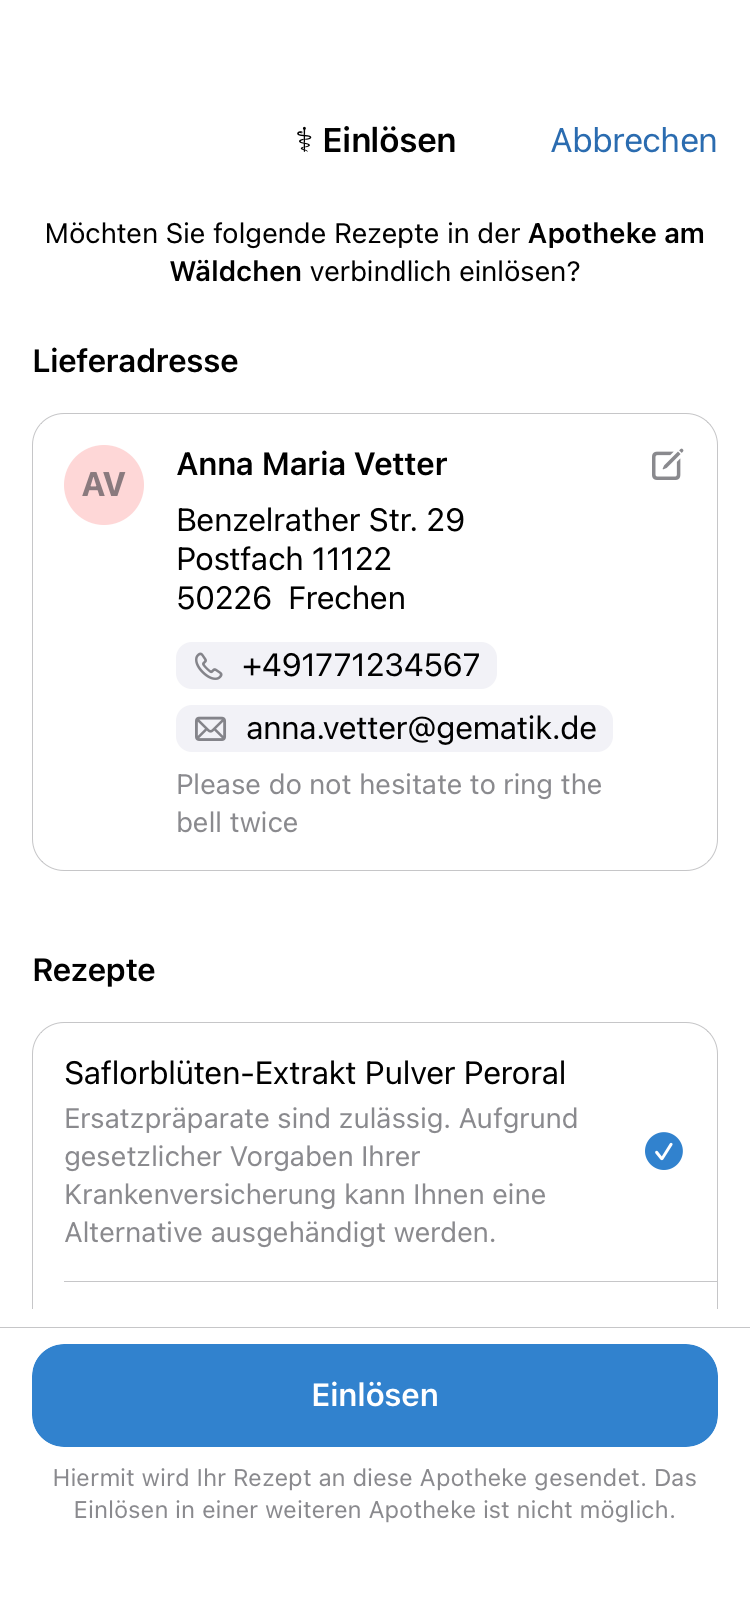 ⚕ Einlösen
Abbrechen
Möchten Sie folgende Rezepte in der Apotheke am
Wäldchen verbindlich einlösen?
Lieferadresse
AV
Anna Maria Vetter
Benzelrather Str. 29
Postfach 11122
50226  Frechen
+491771234567
anna.vetter@gematik.de
Please do not hesitate to ring the
bell twice
Rezepte
Saflorblüten-Extrakt Pulver Peroral
Ersatzpräparate sind zulässig. Aufgrund
gesetzlicher Vorgaben Ihrer
Krankenversicherung kann Ihnen eine
Alternative ausgehändigt werden.
Einlösen
Hiermit wird Ihr Rezept an diese Apotheke gesendet. Das
Einlösen in einer weiteren Apotheke ist nicht möglich.